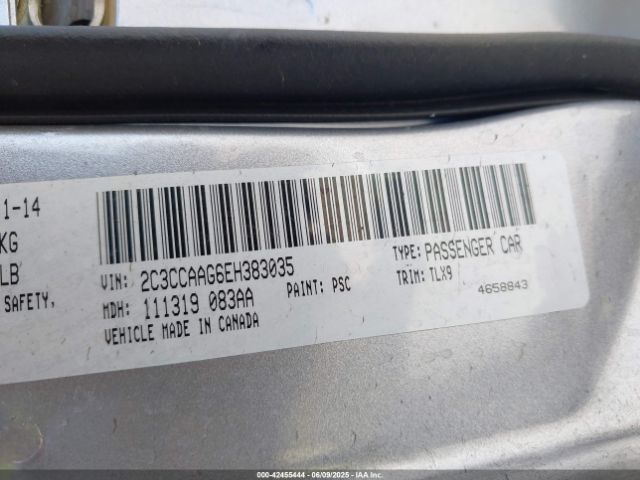 1-14
KG
LB
SAFETY,
VIN: 2C3CCAAG6EH383035
TYPE: PASSENGER CAR
MDH: 111319 083AA
PAINT: PSC
TRIM: TLX9
VEHICLE MADE IN CANADA
4658843
000-42455444 - 06/09/2025 - IAA Inc.